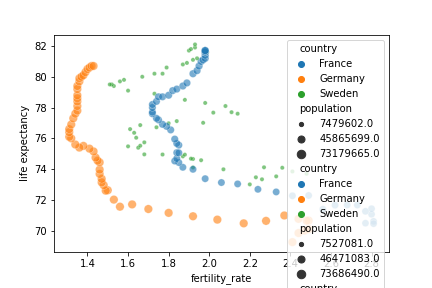 82
80
78
76
74
72
70
life expectancy
1.4
1.6
1.8
2.0
2.2
2.4
fertility_rate
country
France
Germany
Sweden
population
7479602.0
45865699.0
73179665.0
country
France
Germany
Sweden
population
7527081.0
46471083.0
73686490.0
country